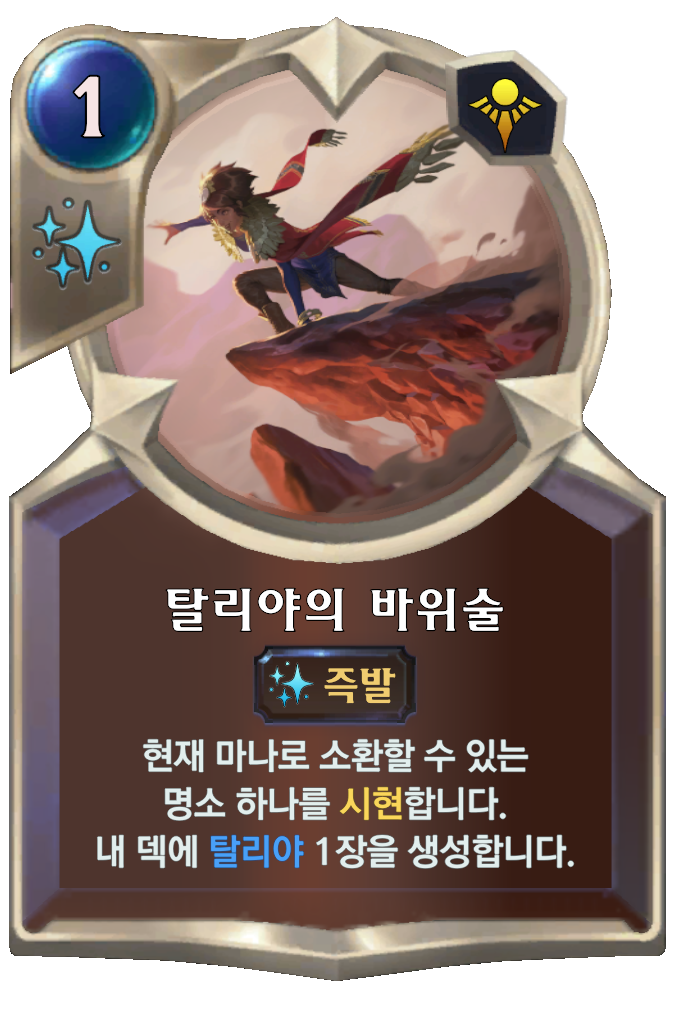 1
탈리야의 바위술
즉발
현재 마나로 소환할 수 있는
명소 하나를 시현합니다.
내 덱에 탈리야 1장을 생성합니다.